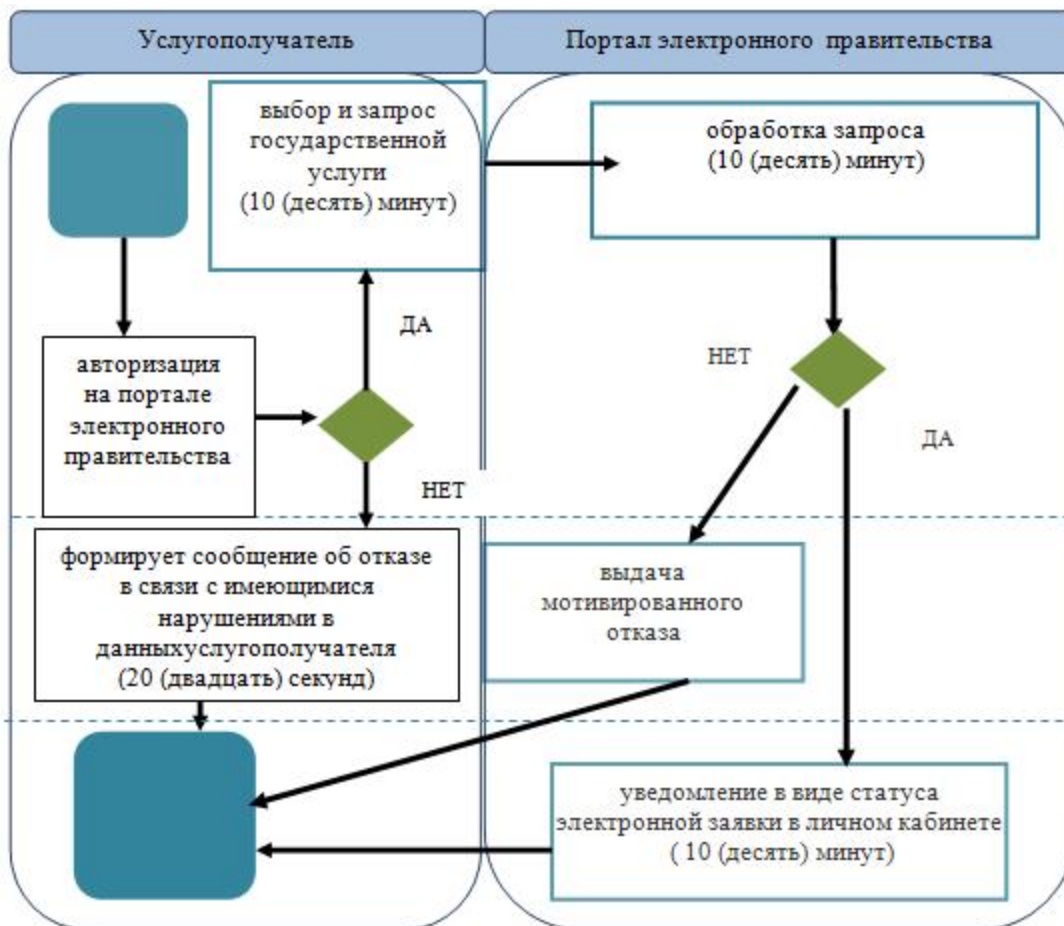 Услугополучатель
Портал электронного правительства
выбор и запрос
государственной
услуги
(10 (десять) минут)
обработка запроса
(10 (десять) минут)
ДА
НЕТ
авторизация
на портале
электронного
правительства
ДА
НЕТ
формирует сообщение об отказе
в связи с имеющимися
нарушениями в
данныхуслугополучателя
(20 (двадцать) секунд)
выдача
мотивированного
отказа
уведомление в виде статуса
электронной заявки в личном кабинете
( 10 (десять) минут)